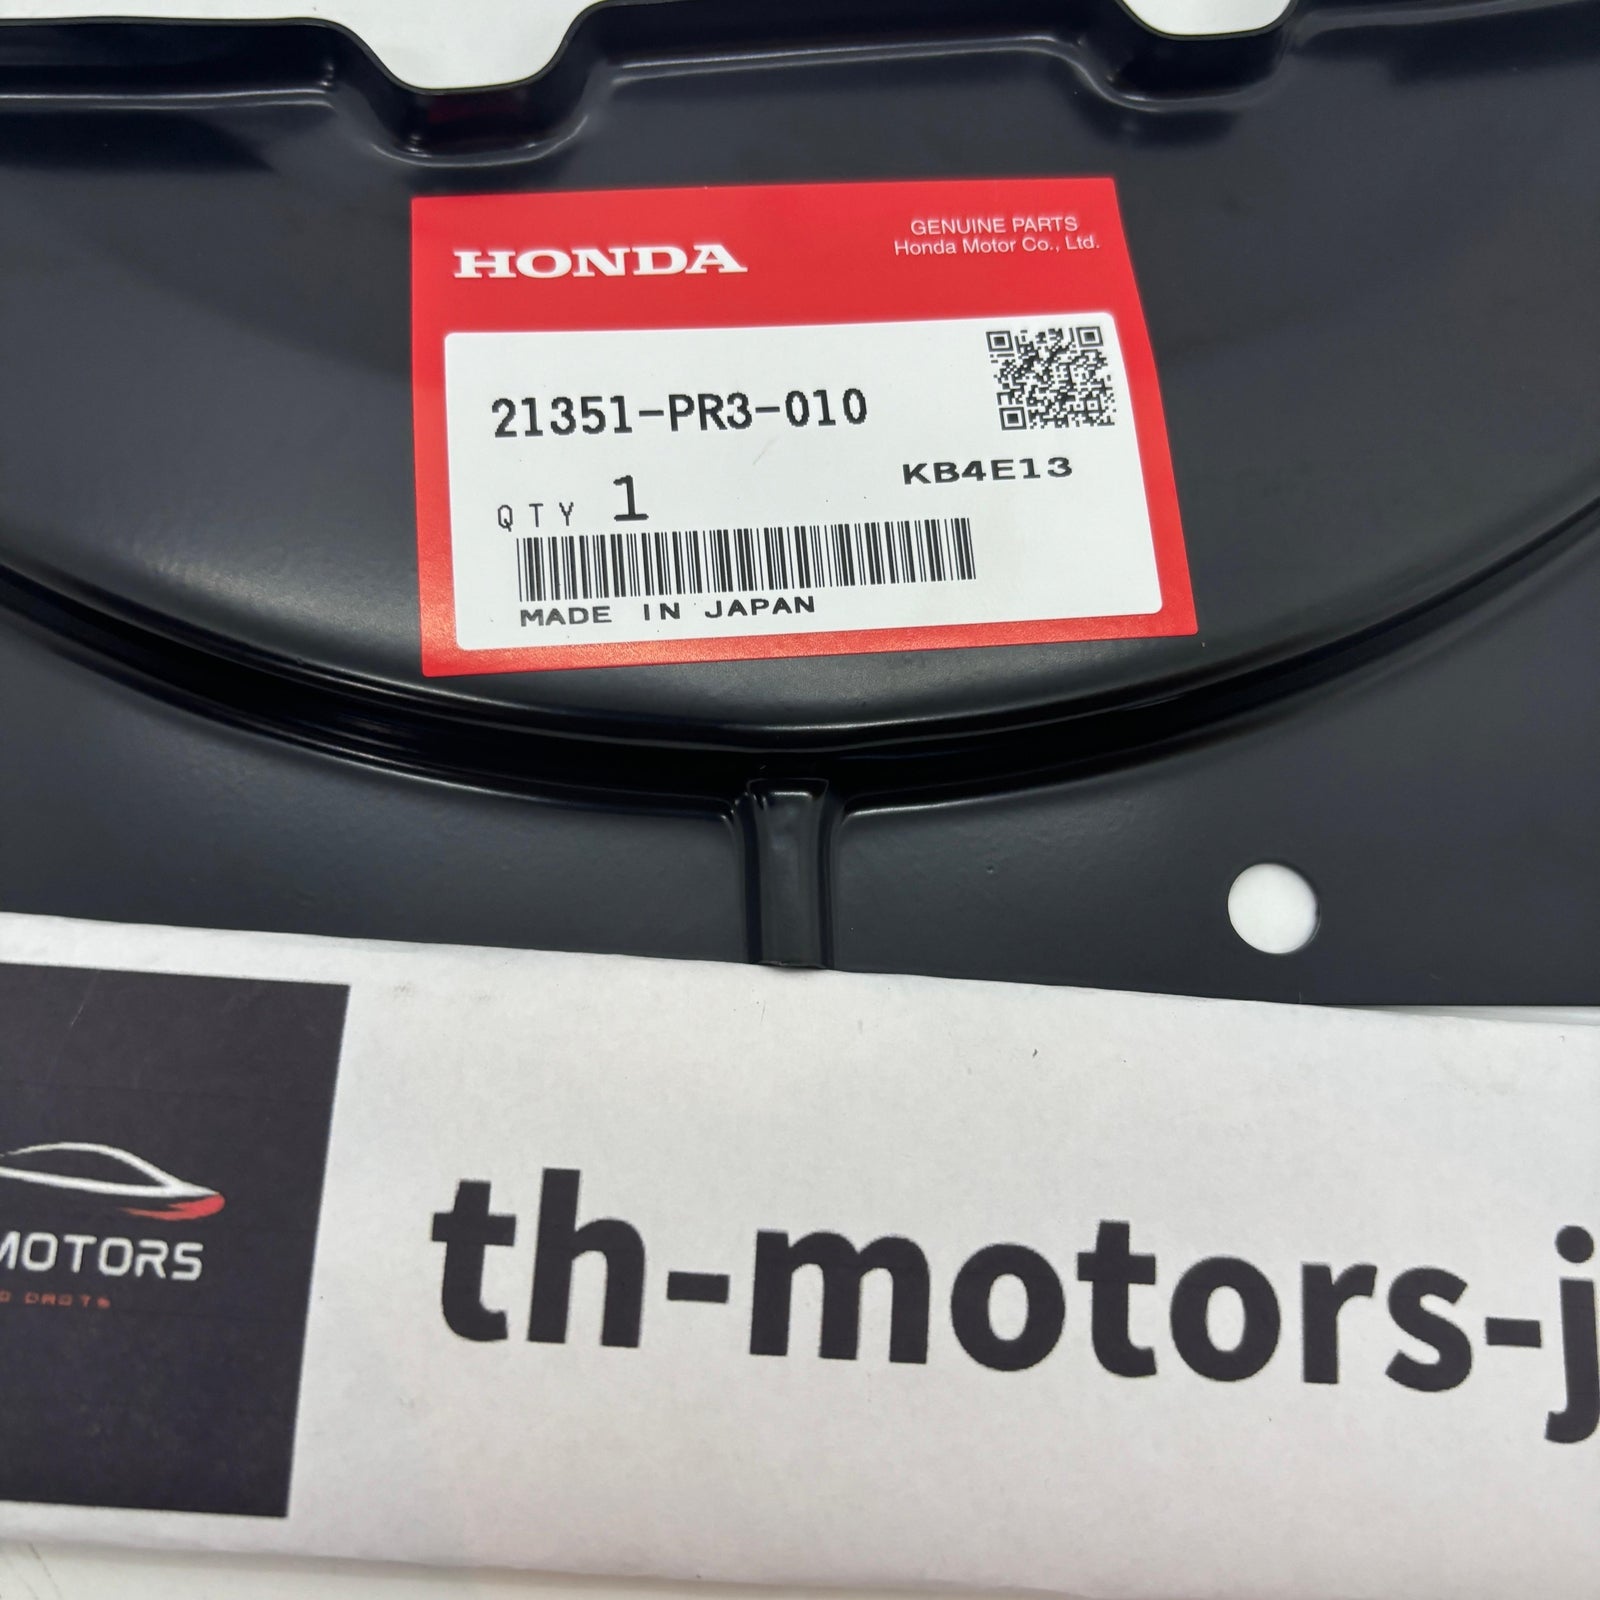 HONDA
GENUINE PARTS
Honda Motor Co., Ltd.
21351-PR3-010
KB4E13
QTY 1
MADE IN JAPAN
MOTORS
th-motors-j